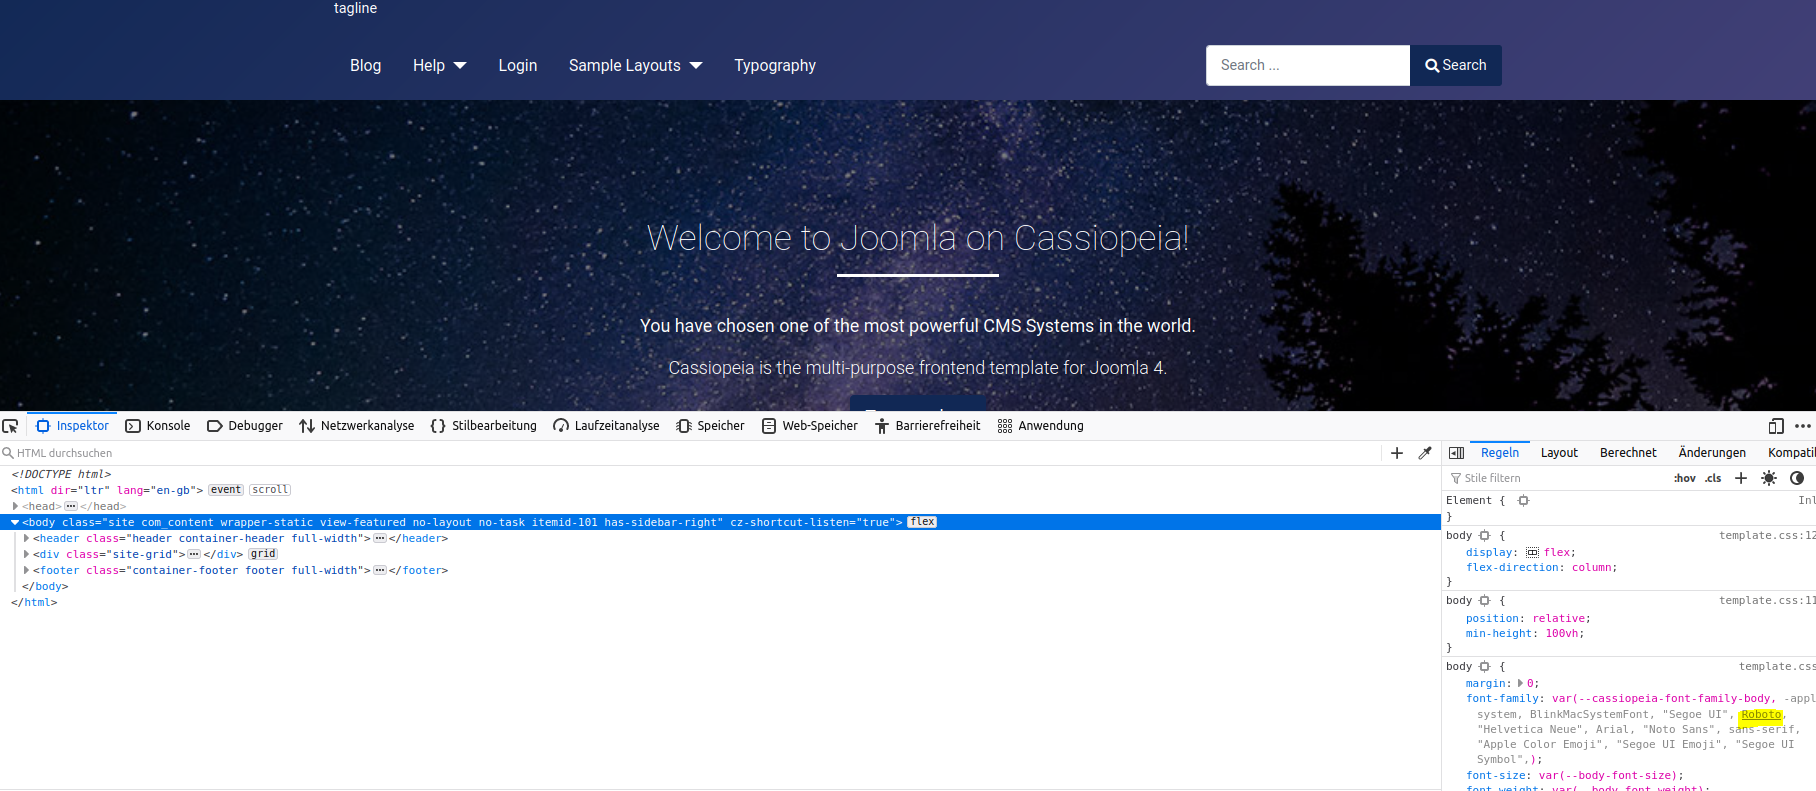 tagline
Blog Help Login Sample Layouts Typography Search ... Search
Welcome to Joomla on Cassiopeia!
You have chosen one of the most powerful CMS Systems in the world.
Cassiopeia is the multi-purpose frontend template for Joomla 4.
Inspektor Konsole Debugger Netzwerkanalyse Stilbearbeitung Laufzeitanalyse Speicher Web-Speicher Barrierefreiheit Anwendung
HTML durchsuchen
<!DOCTYPE html>
<html dir="ltr" lang="en-gb"> event scroll
<head> ••• </head>
<body class="site com_content wrapper-static view-featured no-layout no-task itemid-101 has-sidebar-right" cz-shortcut-listen="true"> flex
<header class="header container-header full-width"> ••• </header>
<div class="site-grid"> ••• </div> grid
<footer class="container-footer footer full-width"> ••• </footer>
</body>
</html>
Regeln Layout Berechnet Änderungen Kompati
Stile filtern :hov .cls
Element { Inl
}
body { template.css:12
display: flex;
flex-direction: column;
}
body { template.css:11
position: relative;
min-height: 100vh;
}
body { template.css
margin: 0;
font-family: var(--cassiopeia-font-family-body, -appl
system, BlinkMacSystemFont, "Segoe UI", Roboto,
"Helvetica Neue", Arial, "Noto Sans", sans-serif,
"Apple Color Emoji", "Segoe UI Emoji", "Segoe UI
Symbol",);
font-size: var(--body-font-size);
font-weight: var(--body-font-weight);